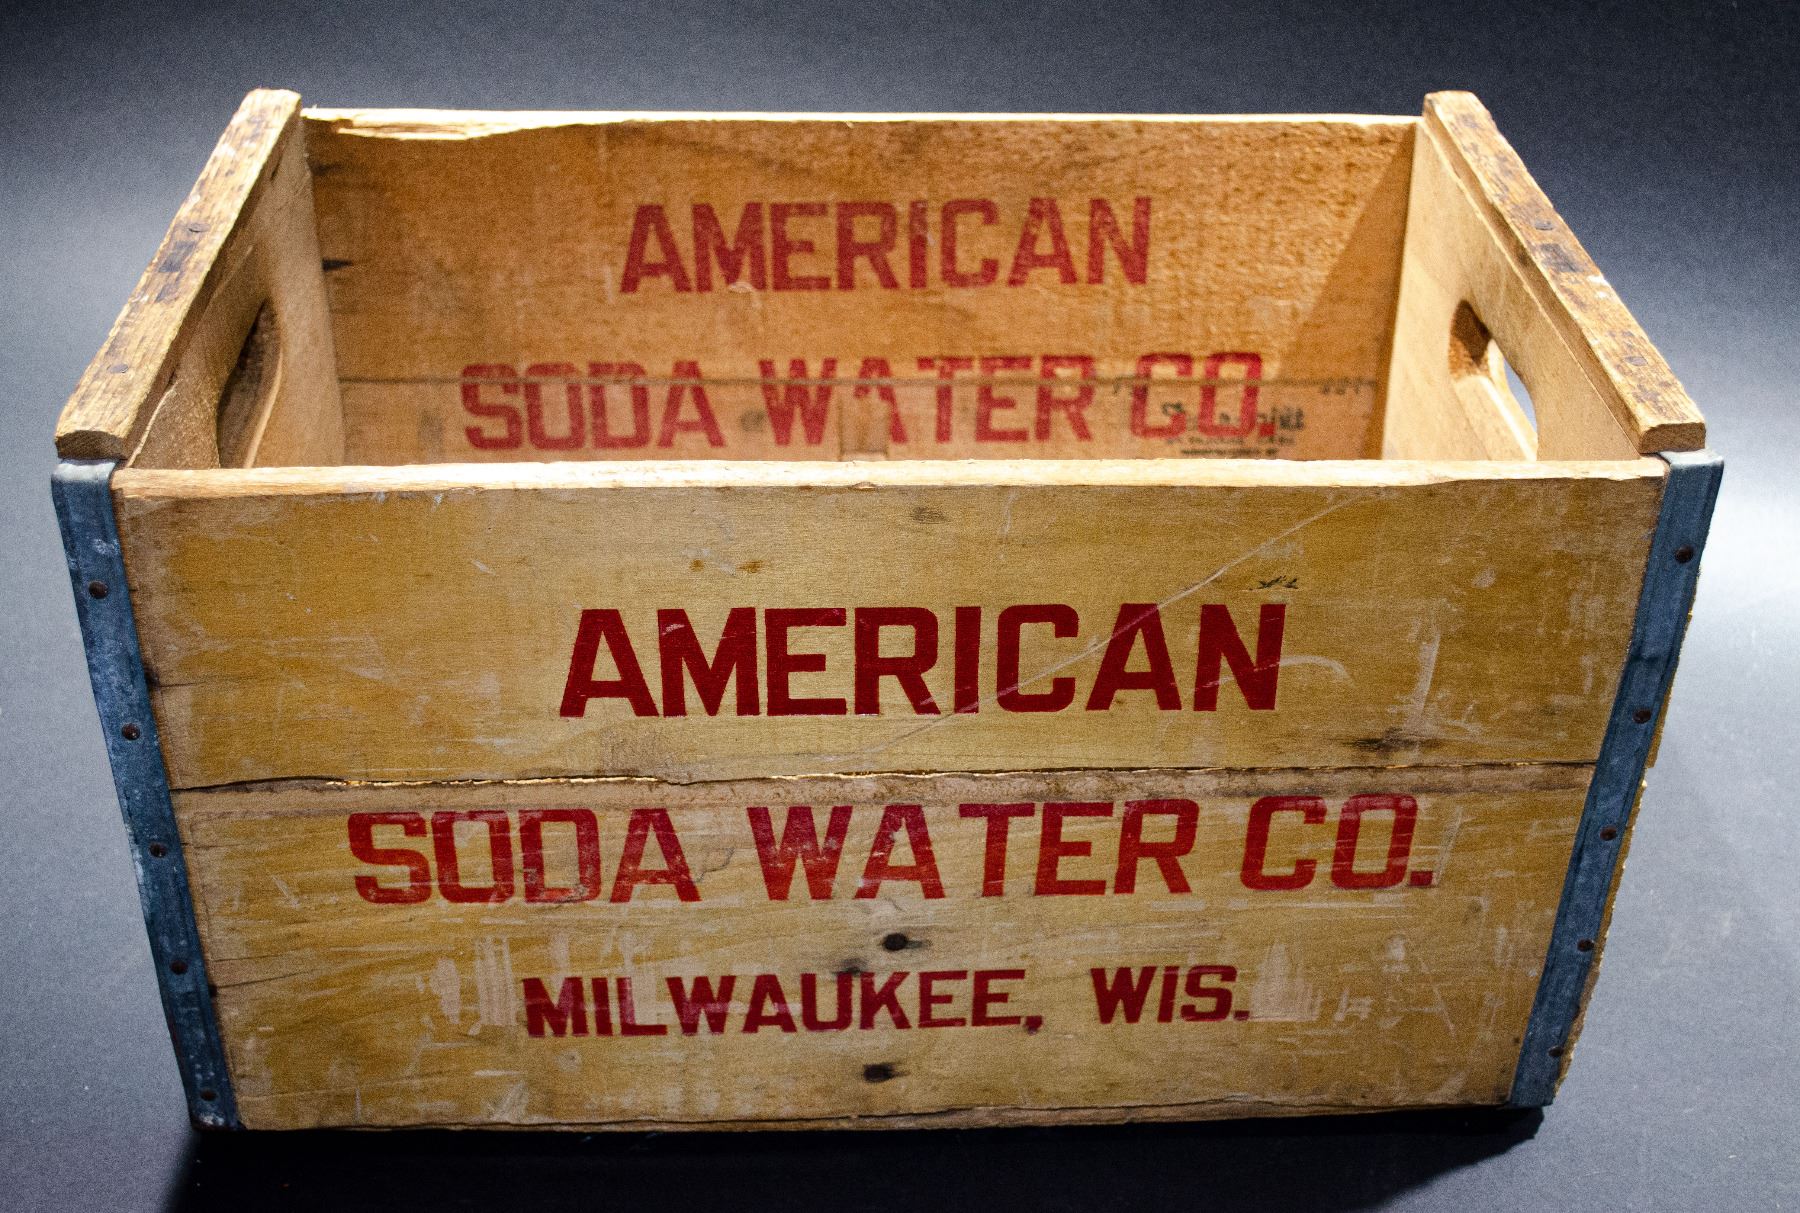 AMERICAN
SODA WATER CO.
AMERICAN
SODA WATER CO.
MILWAUKEE, WIS.